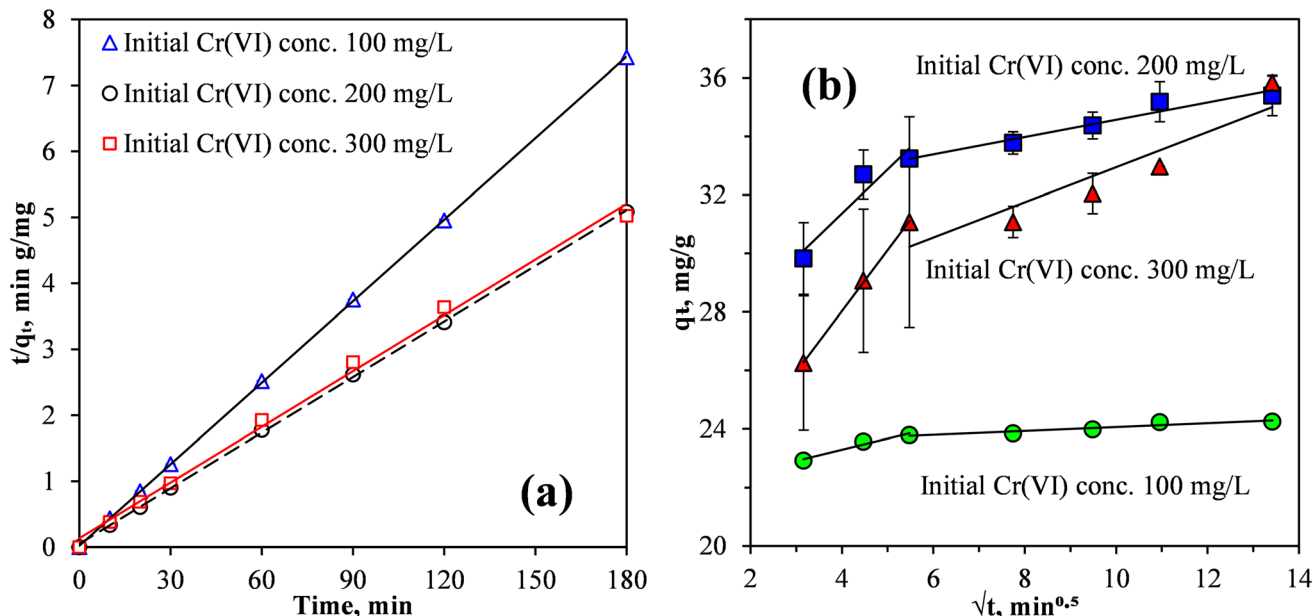 8
7
6
5
4
3
2
1
0
t/qₜ, min g/mg
Initial Cr(VI) conc. 100 mg/L
Initial Cr(VI) conc. 200 mg/L
Initial Cr(VI) conc. 300 mg/L
(a)
0 30 60 90 120 150 180
Time, min
36
32
28
24
20
qₜ, mg/g
(b)
Initial Cr(VI) conc. 200 mg/L
Initial Cr(VI) conc. 300 mg/L
Initial Cr(VI) conc. 100 mg/L
2 4 6 8 10 12 14
√t, min⁰·⁵